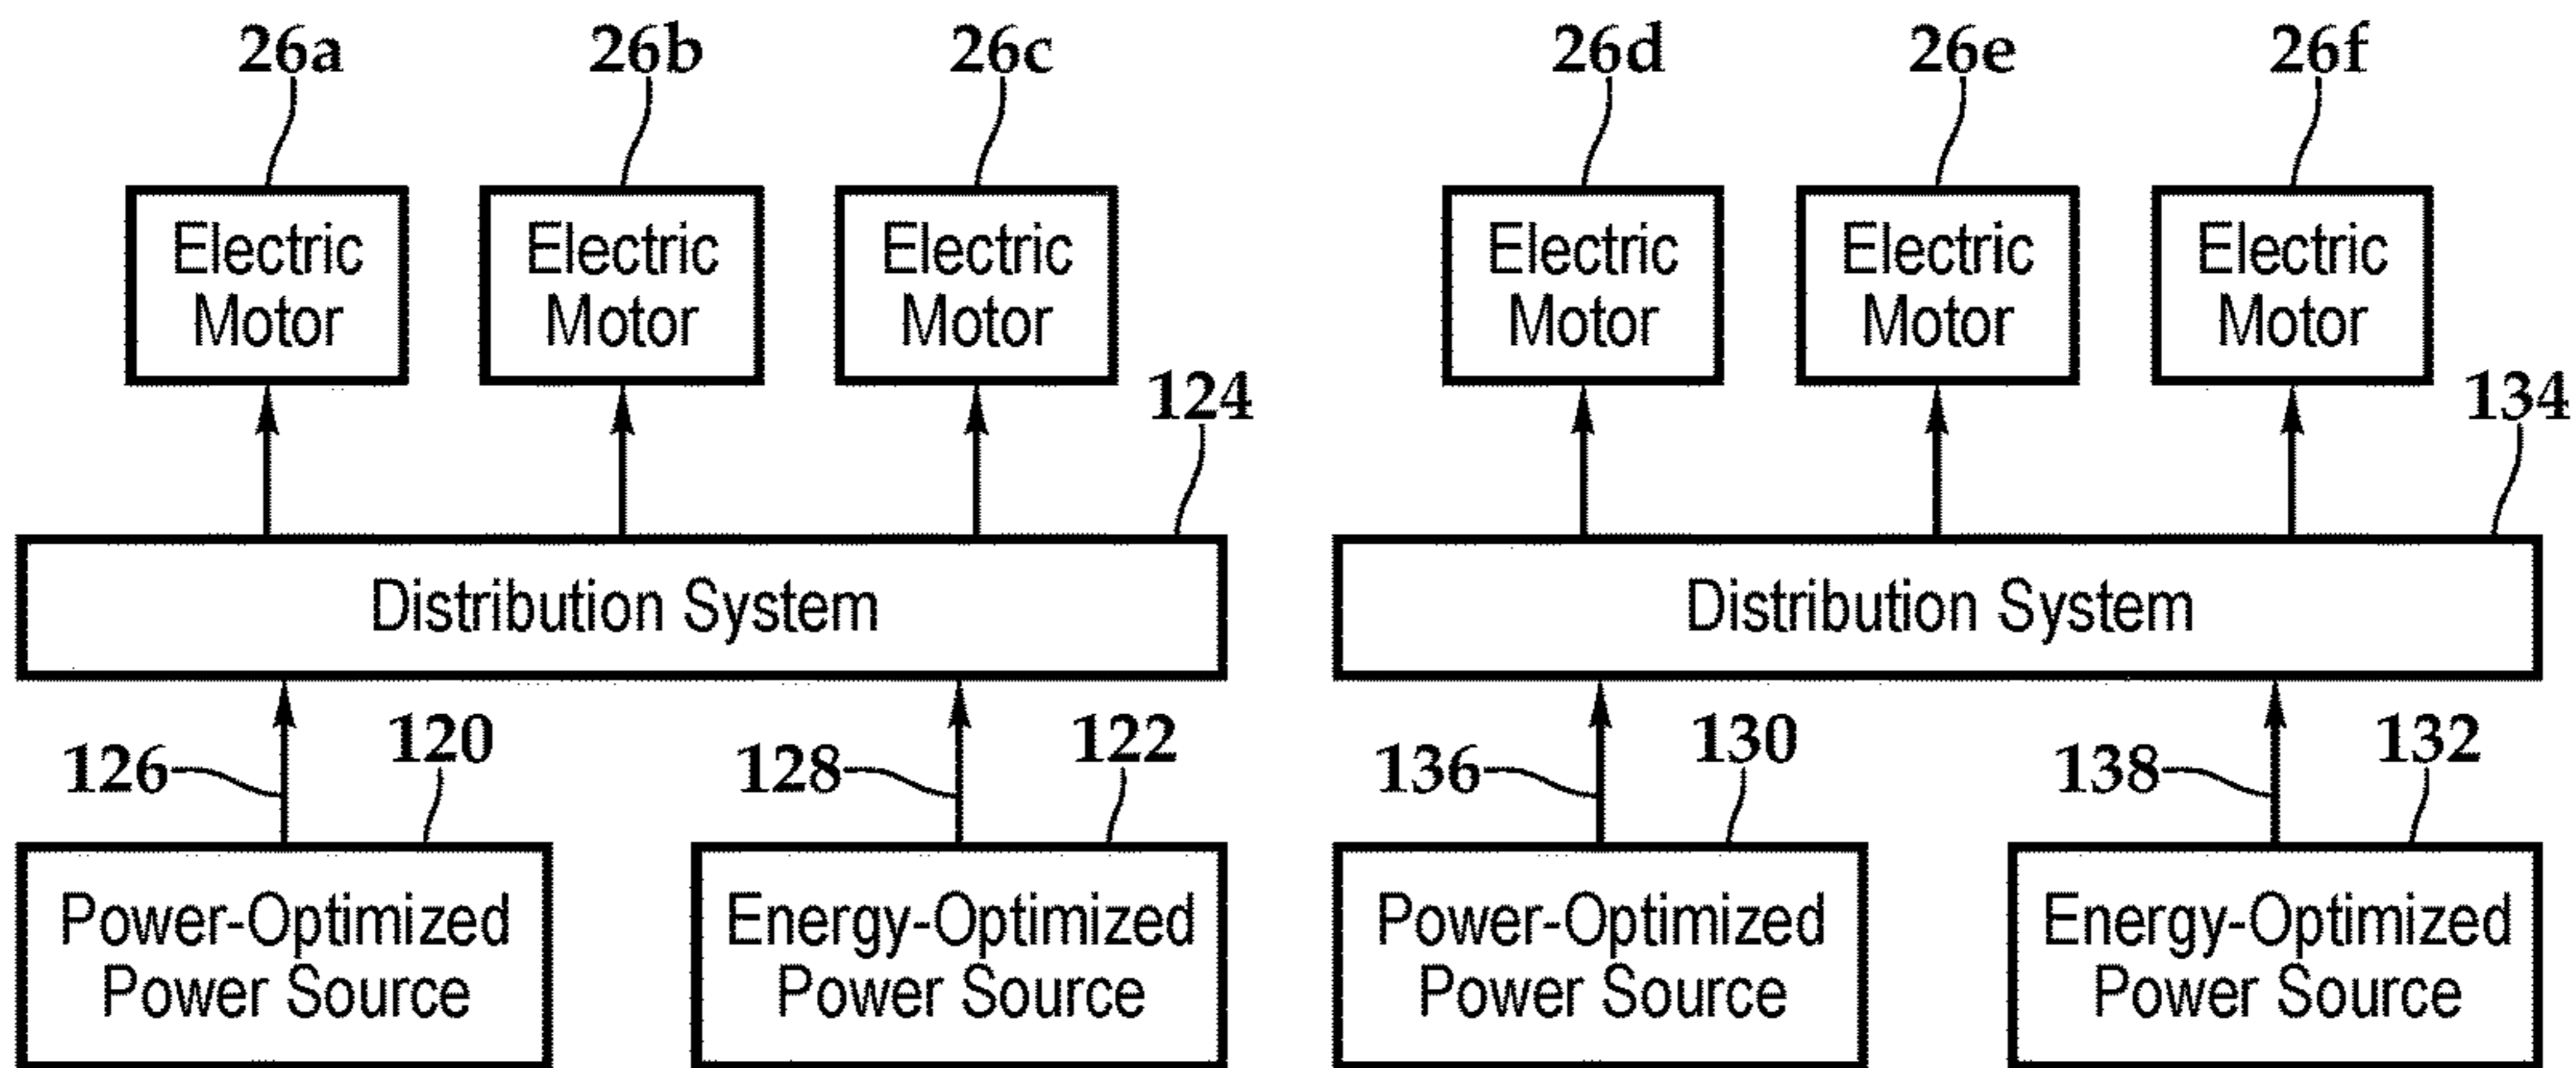 26a 26b 26c 26d 26e 26f
Electric Electric Electric Electric Electric Electric
Motor Motor Motor Motor Motor Motor
124 134
Distribution System Distribution System
126 120 128 122 136 130 138 132
Power-Optimized Energy-Optimized Power-Optimized Energy-Optimized
Power Source Power Source Power Source Power Source